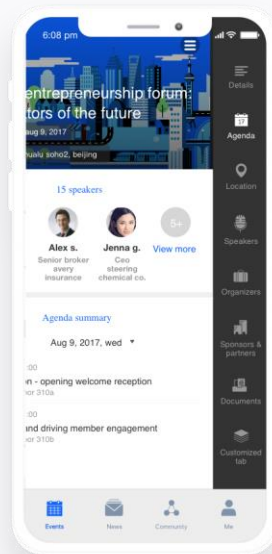 6:08 pm
entrepreneurship forum:
tors of the future
aug 9, 2017
nualu soho2, beijing
15 speakers
5+
Alex s.
Senior broker
avery
insurance
Jenna g.
Ceo
steering
chemical co.
View more
Agenda summary
Aug 9, 2017, wed
:00
n - opening welcome reception
or 310a
:00
and driving member engagement
or 310b
Details
17
Agenda
Location
Speakers
Organizers
Sponsors &
partners
Documents
Customized
tab
Events
News
Community
Me